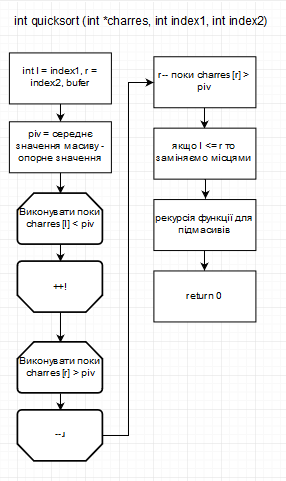 int quicksort (int *charres, int index1, int index2)
int l = index1, r =
index2, bufer
piv = середнє
значення масиву -
опорне значення
Виконувати поки
charres [l] < piv
++!
Виконувати поки
charres [r] > piv
--r
r-- поки charres [r] >
piv
якщо l <= r то
заміняємо місцями
рекурсія функції для
підмасивів
return 0